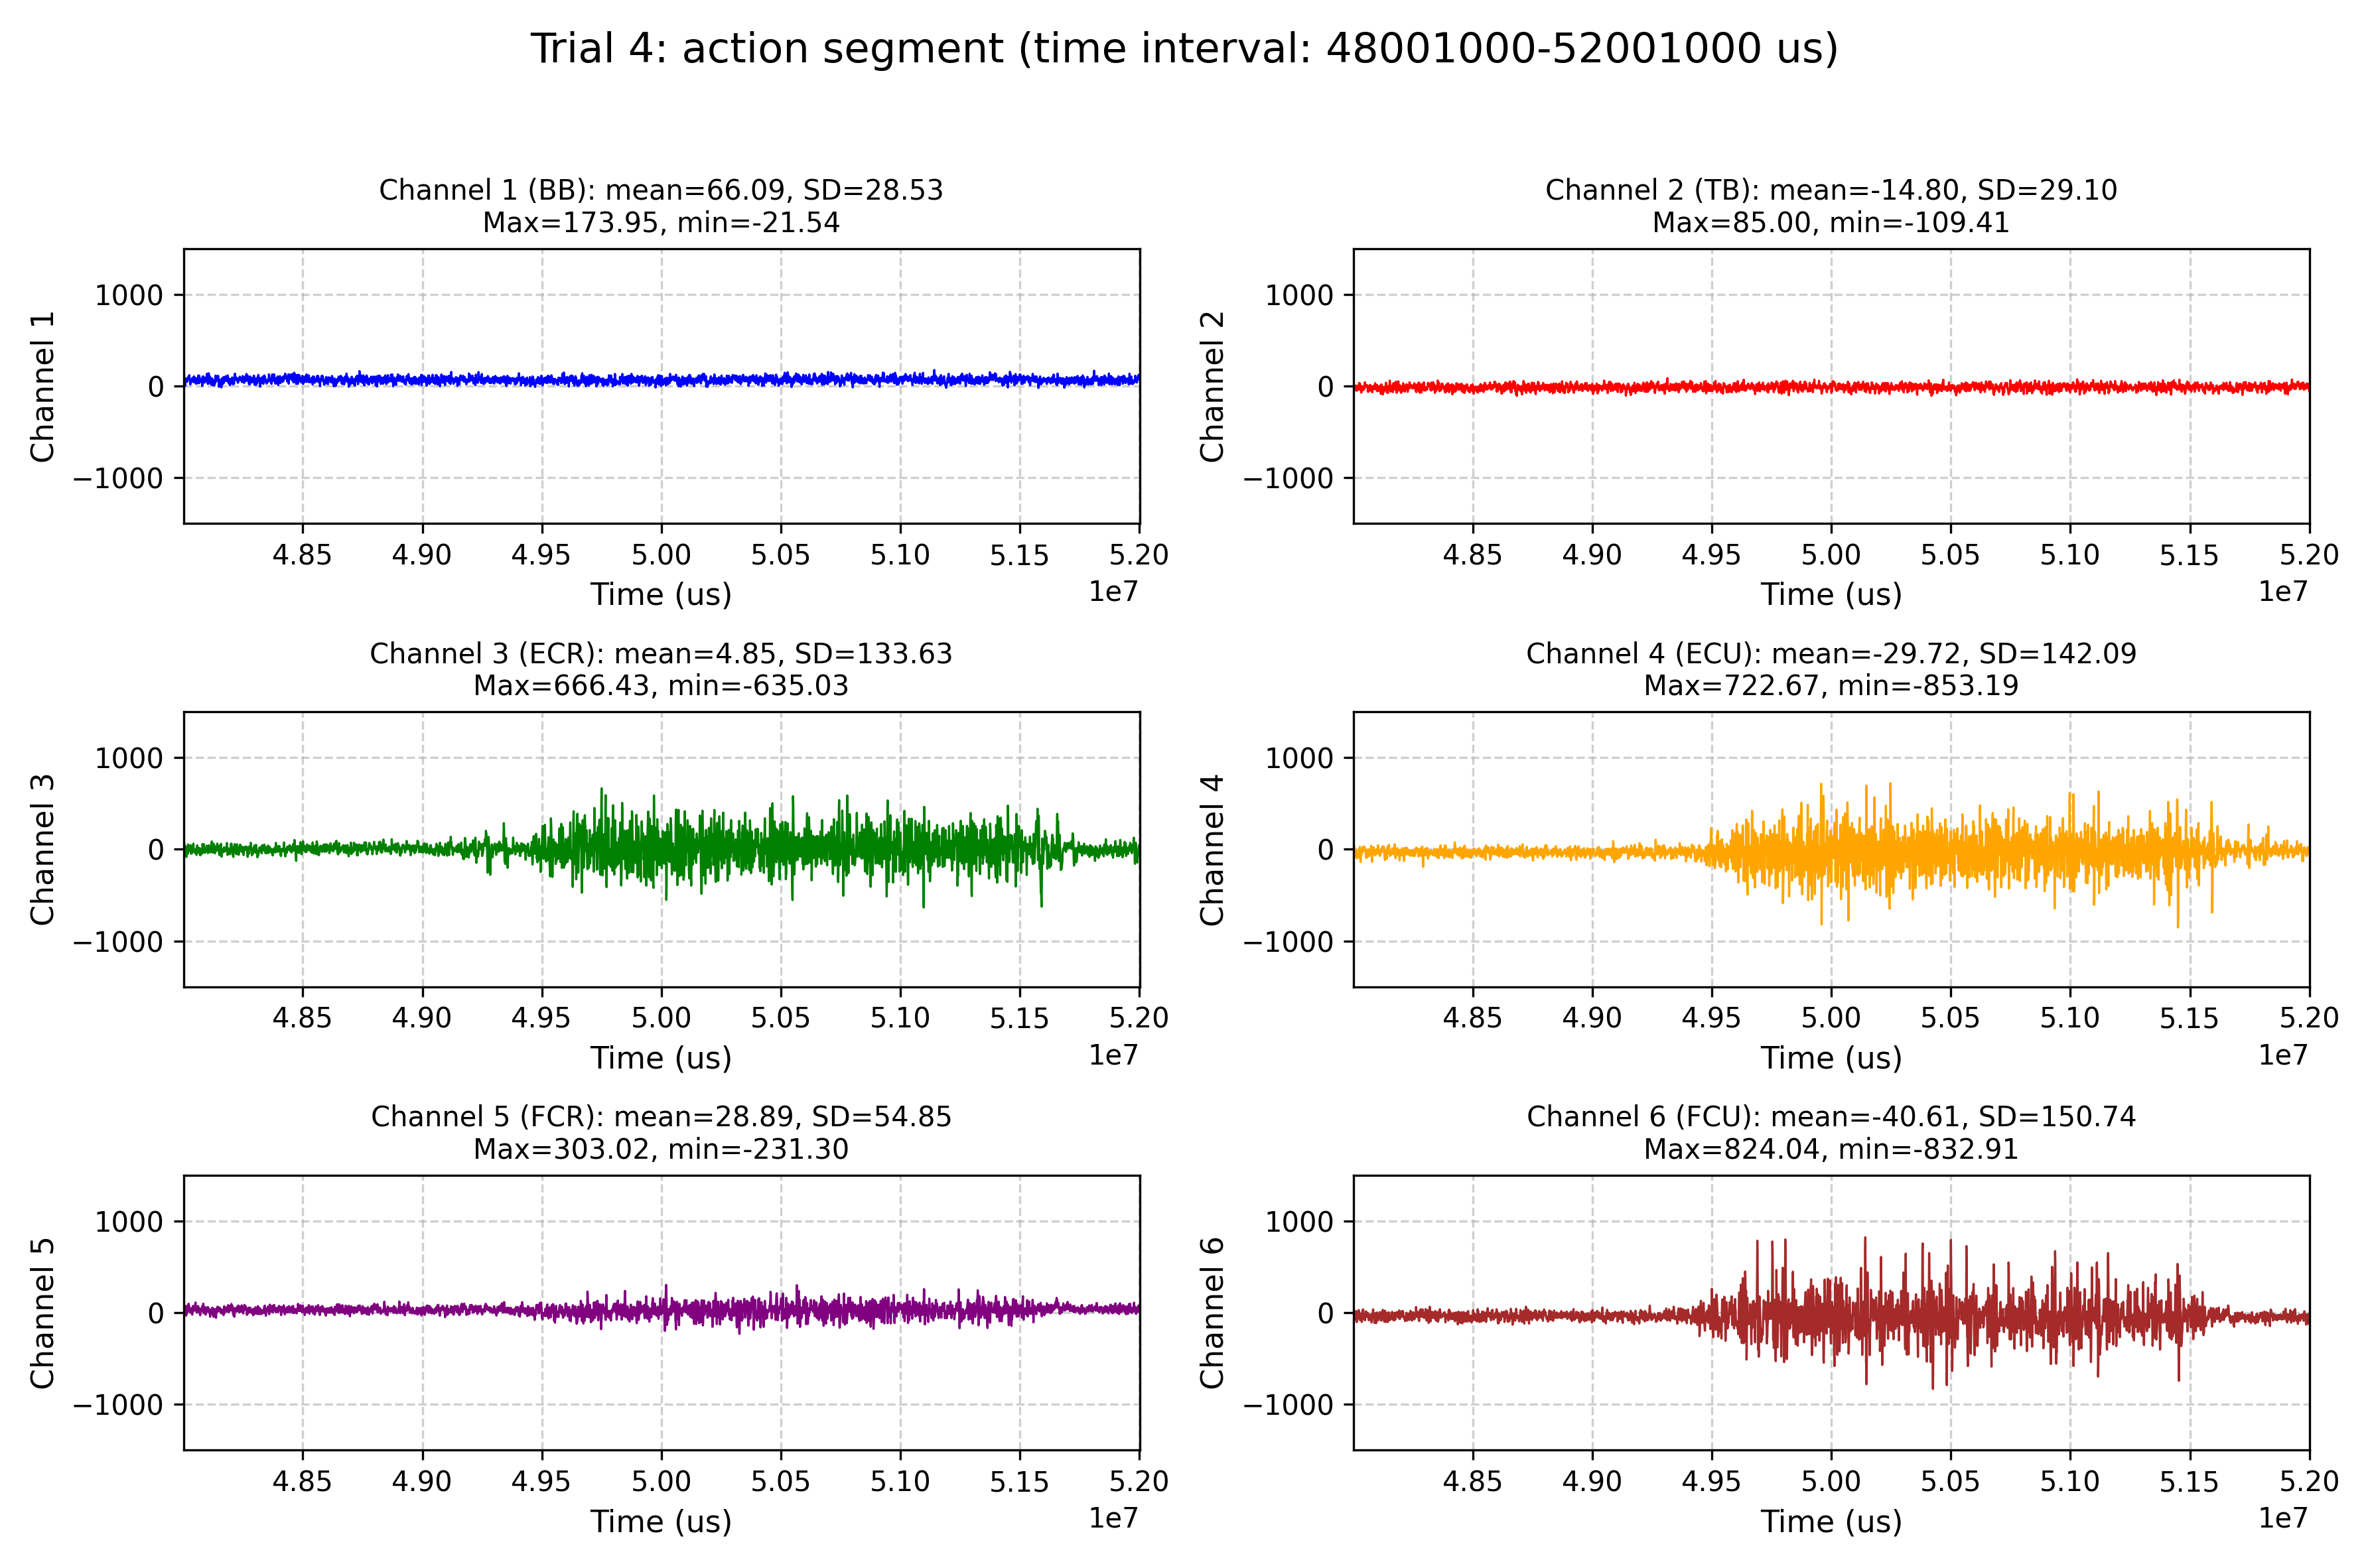 Trial 4: action segment (time interval: 48001000-52001000 us)
Channel 1 (BB): mean=66.09, SD=28.53
Max=173.95, min=-21.54
1000
0
−1000
Channel 1
4.85 4.90 4.95 5.00 5.05 5.10 5.15 5.20
Time (us)
1e7
Channel 2 (TB): mean=-14.80, SD=29.10
Max=85.00, min=-109.41
1000
0
−1000
Channel 2
4.85 4.90 4.95 5.00 5.05 5.10 5.15 5.20
Time (us)
1e7
Channel 3 (ECR): mean=4.85, SD=133.63
Max=666.43, min=-635.03
1000
0
−1000
Channel 3
4.85 4.90 4.95 5.00 5.05 5.10 5.15 5.20
Time (us)
1e7
Channel 4 (ECU): mean=-29.72, SD=142.09
Max=722.67, min=-853.19
1000
0
−1000
Channel 4
4.85 4.90 4.95 5.00 5.05 5.10 5.15 5.20
Time (us)
1e7
Channel 5 (FCR): mean=28.89, SD=54.85
Max=303.02, min=-231.30
1000
0
−1000
Channel 5
4.85 4.90 4.95 5.00 5.05 5.10 5.15 5.20
Time (us)
1e7
Channel 6 (FCU): mean=-40.61, SD=150.74
Max=824.04, min=-832.91
1000
0
−1000
Channel 6
4.85 4.90 4.95 5.00 5.05 5.10 5.15 5.20
Time (us)
1e7